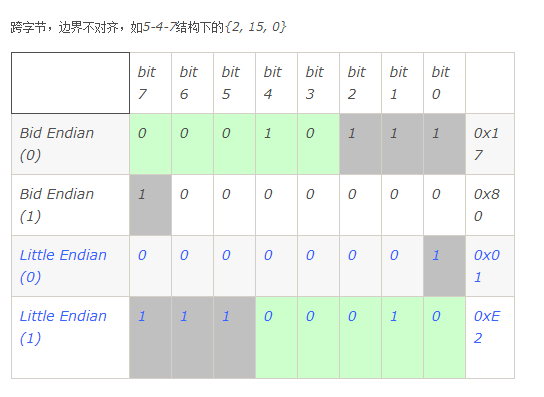 跨字节，边界不对齐，如5-4-7结构下的{2, 15, 0}
bit 7 bit 6 bit 5 bit 4 bit 3 bit 2 bit 1 bit 0
Bid Endian (0) 0 0 0 1 0 1 1 1 0x17
Bid Endian (1) 1 0 0 0 0 0 0 0 0x80
Little Endian (0) 0 0 0 0 0 0 0 1 0x01
Little Endian (1) 1 1 1 0 0 0 1 0 0xE2